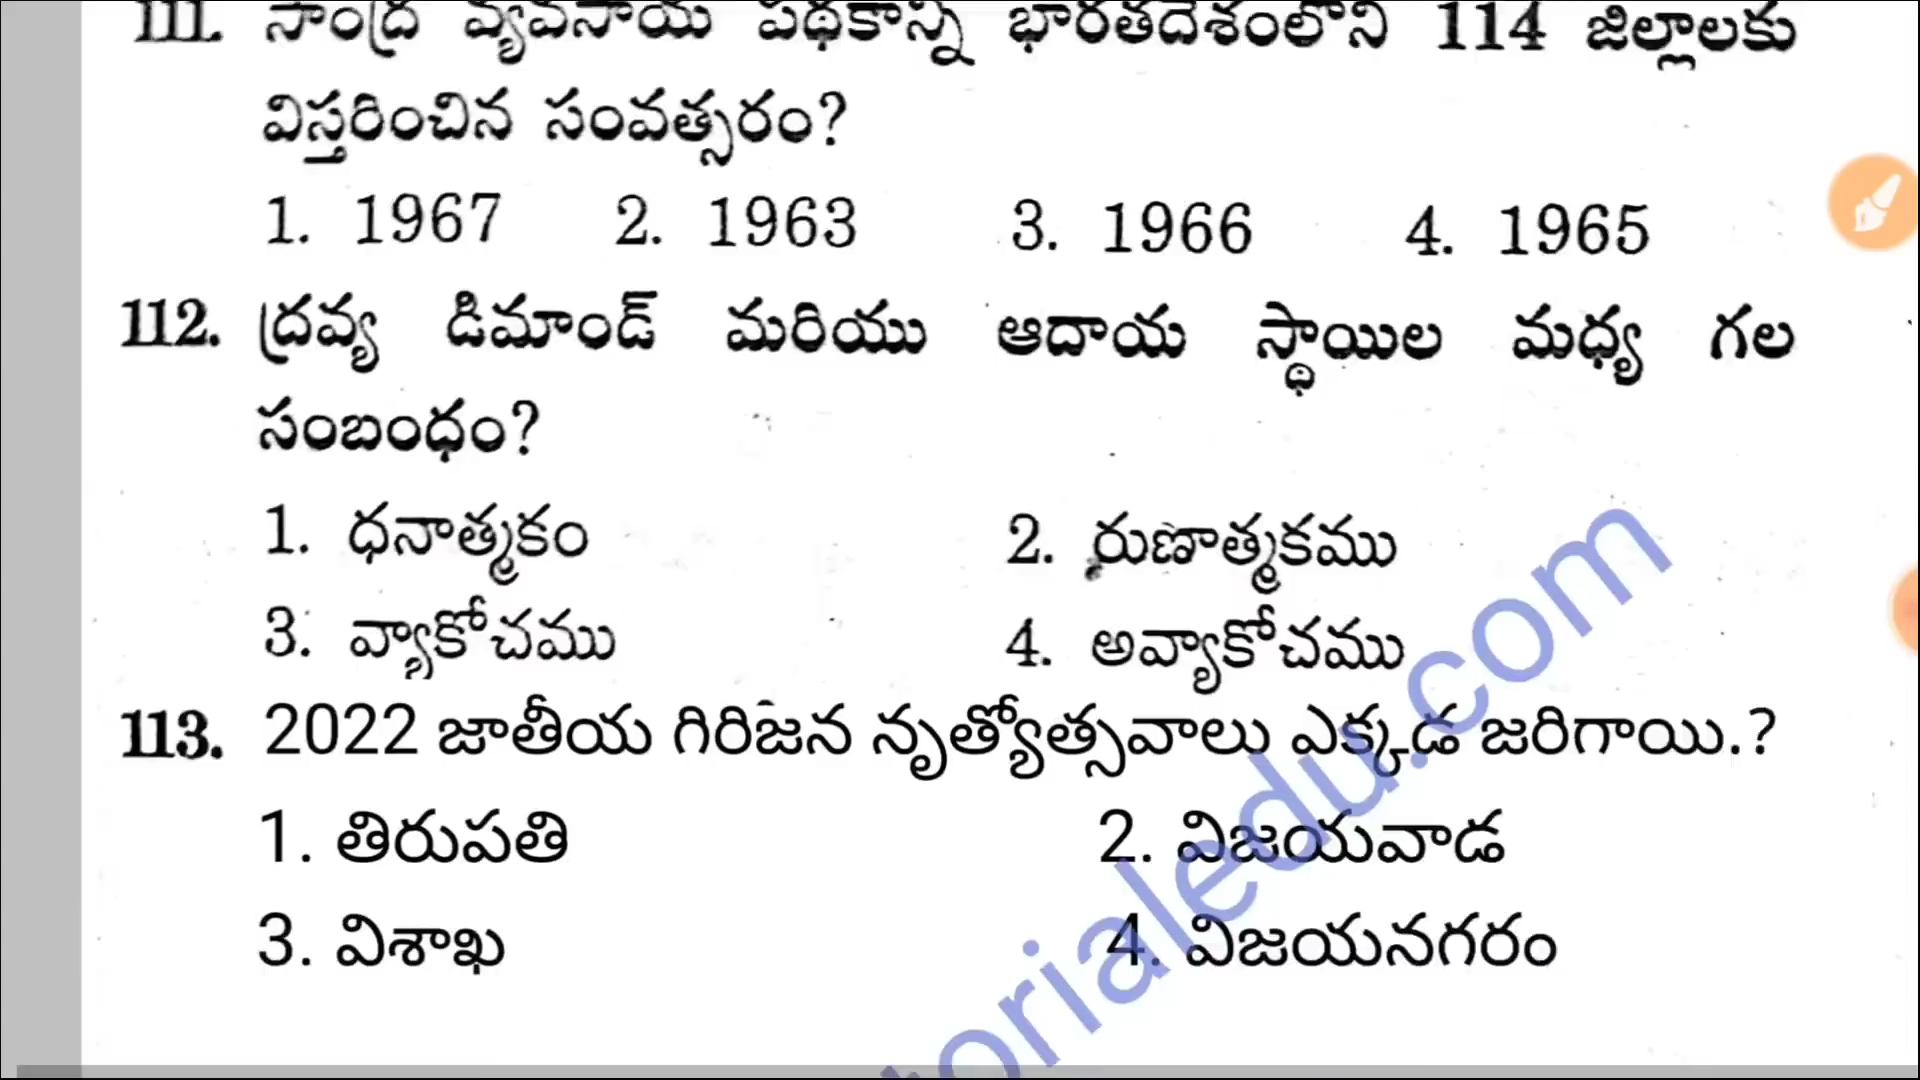 111. సాంద్ర వ్యవసాయ పథకాన్ని భారతదేశంలోని 114 జిల్లాలకు
విస్తరించిన సంవత్సరం?
1. 1967 2. 1963 3. 1966 4. 1965
112. ద్రవ్య డిమాండ్ మరియు ఆదాయ స్థాయిల మధ్య గల
సంబంధం?
1. ధనాత్మకం 2. రుణాత్మకము
3. వ్యాకోచము 4. అవ్యాకోచము
113. 2022 జాతీయ గిరిజన నృత్యోత్సవాలు ఎక్కడ జరిగాయి.?
1. తిరుపతి 2. విజయవాడ
3. విశాఖ 4. విజయనగరం
torialedu.com